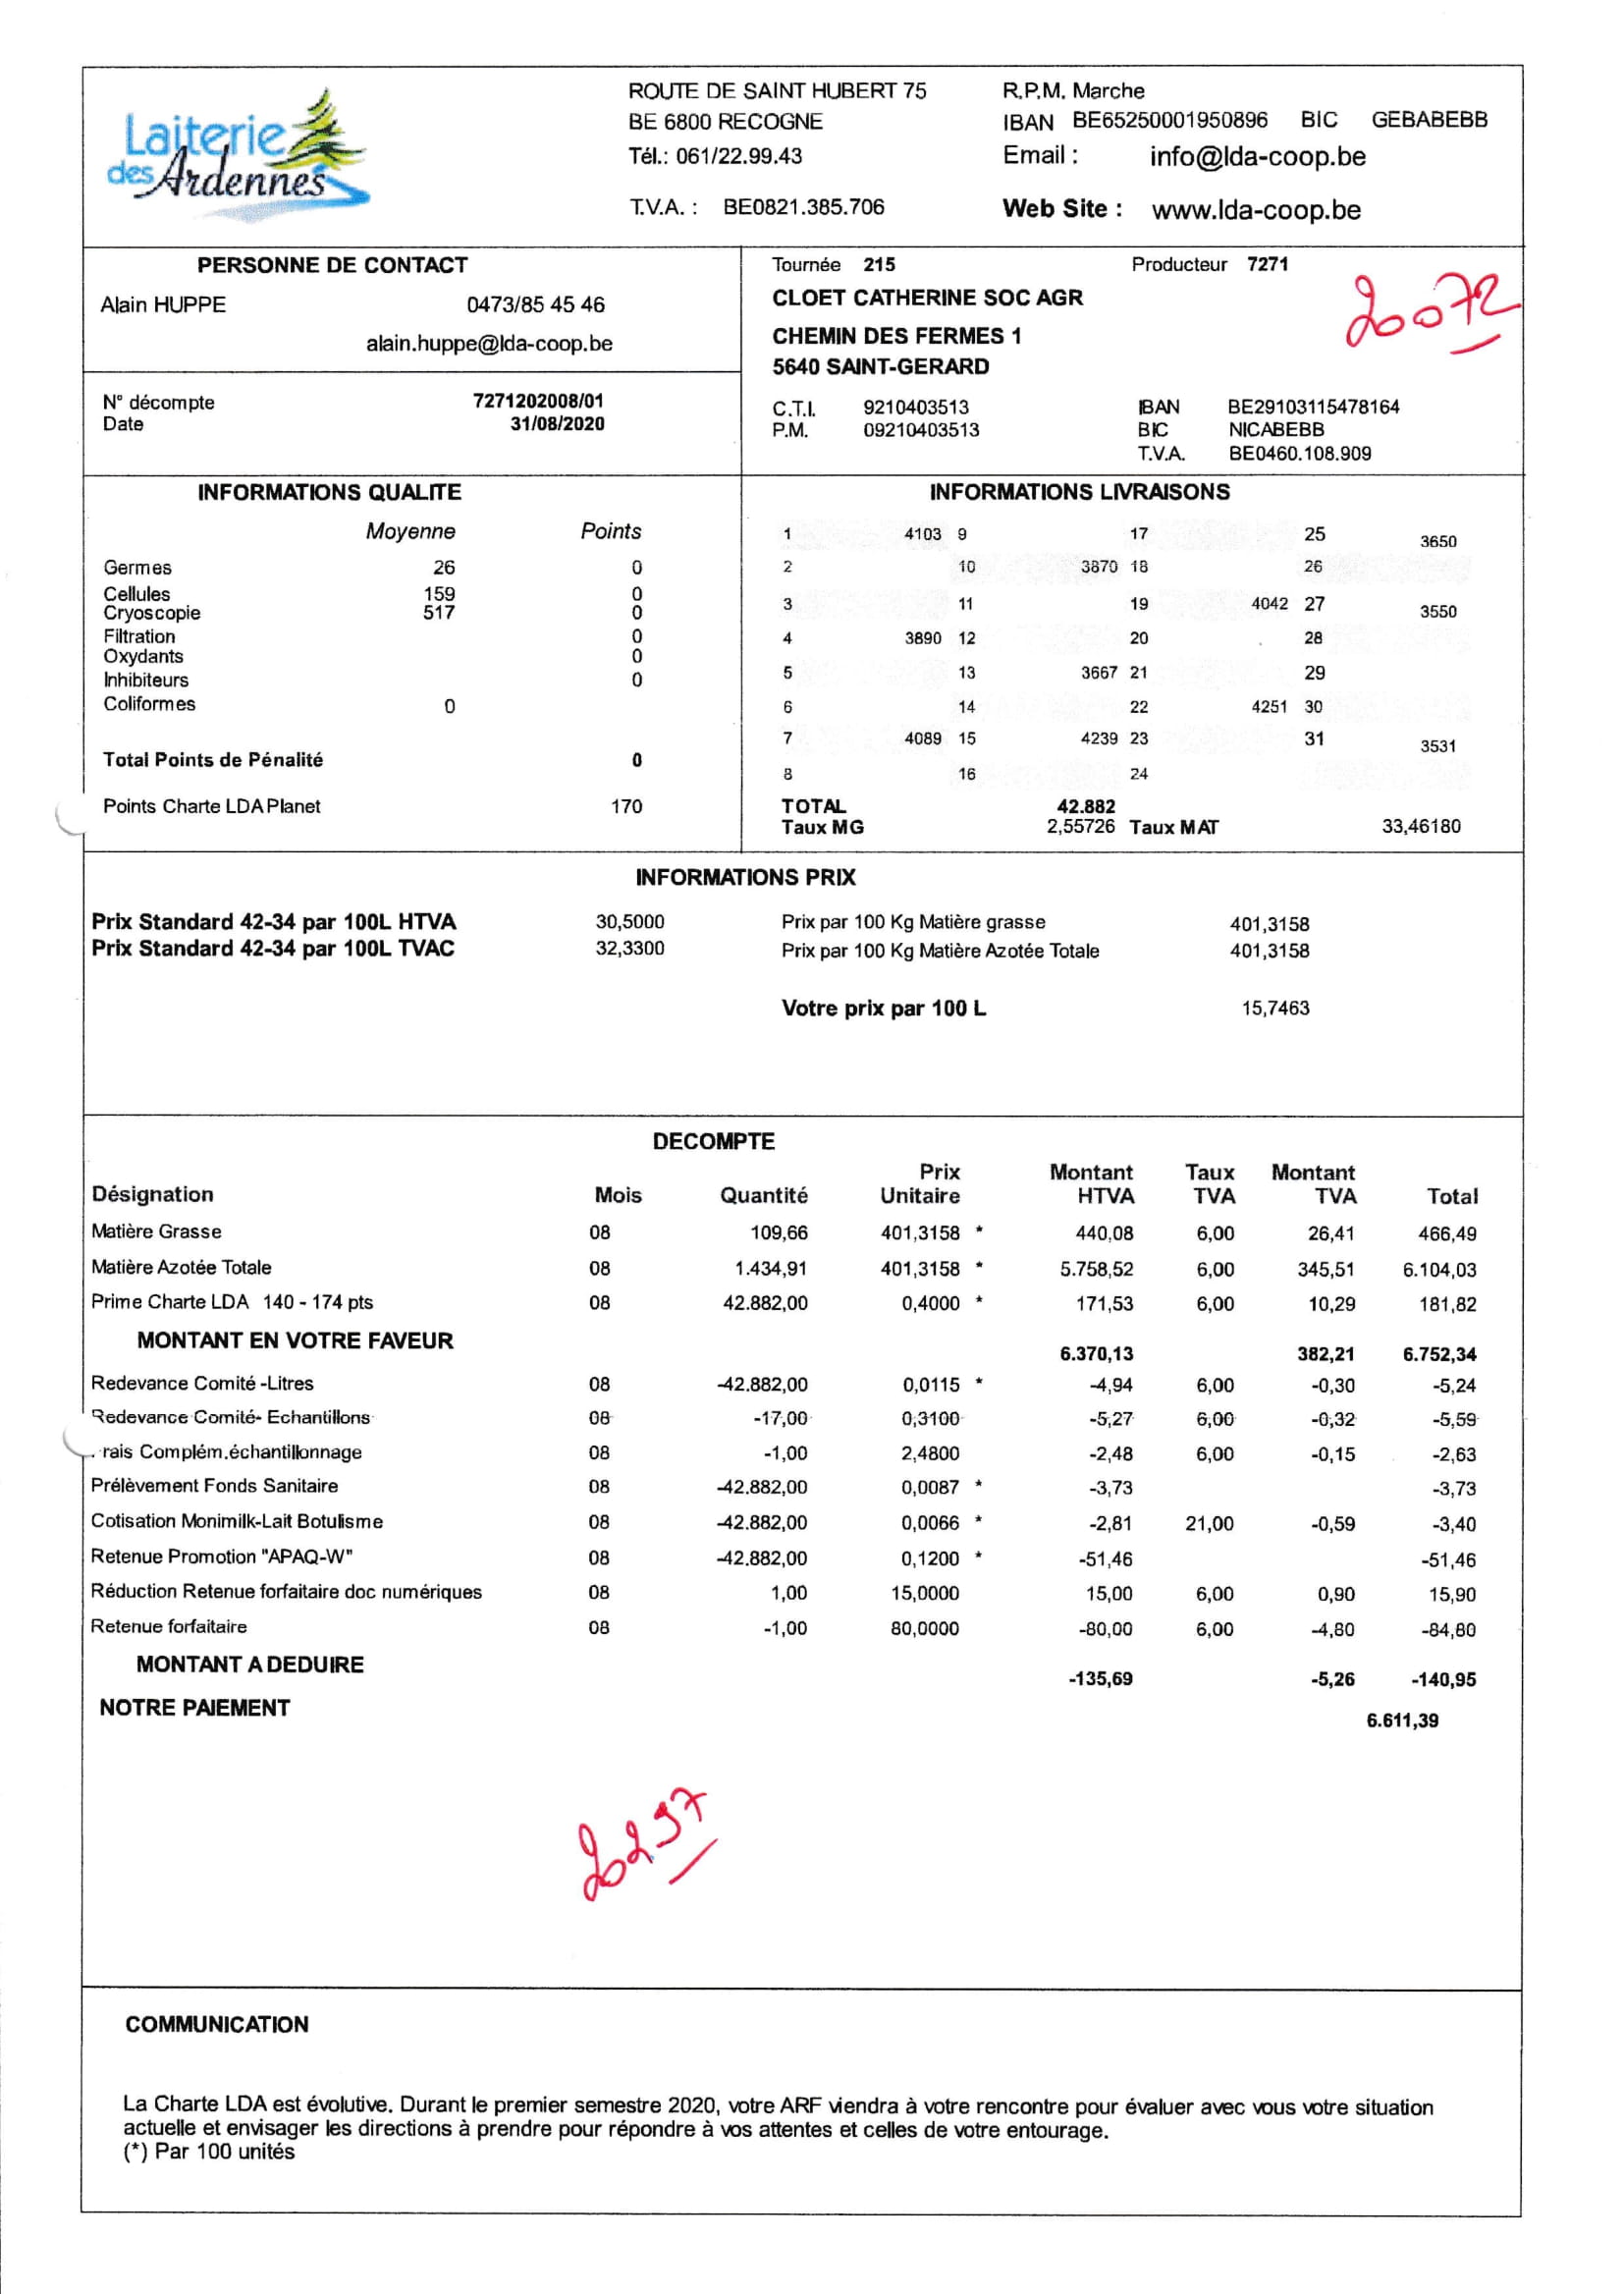 Laiterie
des Ardennes
ROUTE DE SAINT HUBERT 75
BE 6800 RECOGNE
Tél.: 061/22.99.43
T.V.A. : BE0821.385.706
R.P.M. Marche
IBAN BE65250001950896 BIC GEBABEBB
Email : info@lda-coop.be
Web Site : www.lda-coop.be
PERSONNE DE CONTACT
Alain HUPPE 0473/85 45 46
alain.huppe@lda-coop.be
N° décompte 7271202008/01
Date 31/08/2020
Tournée 215 Producteur 7271
20072
CLOET CATHERINE SOC AGR
CHEMIN DES FERMES 1
5640 SAINT-GERARD
C.T.I. 9210403513 IBAN BE29103115478164
P.M. 09210403513 BIC NICABEBB
T.V.A. BE0460.108.909
INFORMATIONS QUALITE
Moyenne Points
Germes 26 0
Cellules 159 0
Cryoscopie 517 0
Filtration 0
Oxydants 0
Inhibiteurs 0
Coliformes 0
Total Points de Pénalité 0
Points Charte LDA Planet 170
INFORMATIONS LIVRAISONS
1 4103 9 17 25 3650
2 10 3870 18 26
3 11 19 4042 27 3550
4 3890 12 20 28
5 13 3667 21 29
6 14 22 4251 30
7 4089 15 4239 23 31 3531
8 16 24
TOTAL 42.882
Taux MG 2,55726 Taux MAT 33,46180
INFORMATIONS PRIX
Prix Standard 42-34 par 100L HTVA 30,5000 Prix par 100 Kg Matière grasse 401,3158
Prix Standard 42-34 par 100L TVAC 32,3300 Prix par 100 Kg Matière Azotée Totale 401,3158
Votre prix par 100 L 15,7463
DECOMPTE
Prix Montant Taux Montant
Désignation Mois Quantité Unitaire HTVA TVA TVA Total
Matière Grasse 08 109,66 401,3158 * 440,08 6,00 26,41 466,49
Matière Azotée Totale 08 1.434,91 401,3158 * 5.758,52 6,00 345,51 6.104,03
Prime Charte LDA 140 - 174 pts 08 42.882,00 0,4000 * 171,53 6,00 10,29 181,82
MONTANT EN VOTRE FAVEUR 6.370,13 382,21 6.752,34
Redevance Comité -Litres 08 -42.882,00 0,0115 * -4,94 6,00 -0,30 -5,24
Redevance Comité- Echantillons 08 -17,00 0,3100 -5,27 6,00 -0,32 -5,59
rais Complém.échantillonnage 08 -1,00 2,4800 -2,48 6,00 -0,15 -2,63
Prélèvement Fonds Sanitaire 08 -42.882,00 0,0087 * -3,73 -3,73
Cotisation Monimilk-Lait Botulisme 08 -42.882,00 0,0066 * -2,81 21,00 -0,59 -3,40
Retenue Promotion "APAQ-W" 08 -42.882,00 0,1200 * -51,46 -51,46
Réduction Retenue forfaitaire doc numériques 08 1,00 15,0000 15,00 6,00 0,90 15,90
Retenue forfaitaire 08 -1,00 80,0000 -80,00 6,00 -4,80 -84,80
MONTANT A DEDUIRE -135,69 -5,26 -140,95
NOTRE PAIEMENT 6.611,39
20297
COMMUNICATION
La Charte LDA est évolutive. Durant le premier semestre 2020, votre ARF viendra à votre rencontre pour évaluer avec vous votre situation
actuelle et envisager les directions à prendre pour répondre à vos attentes et celles de votre entourage.
(*) Par 100 unités